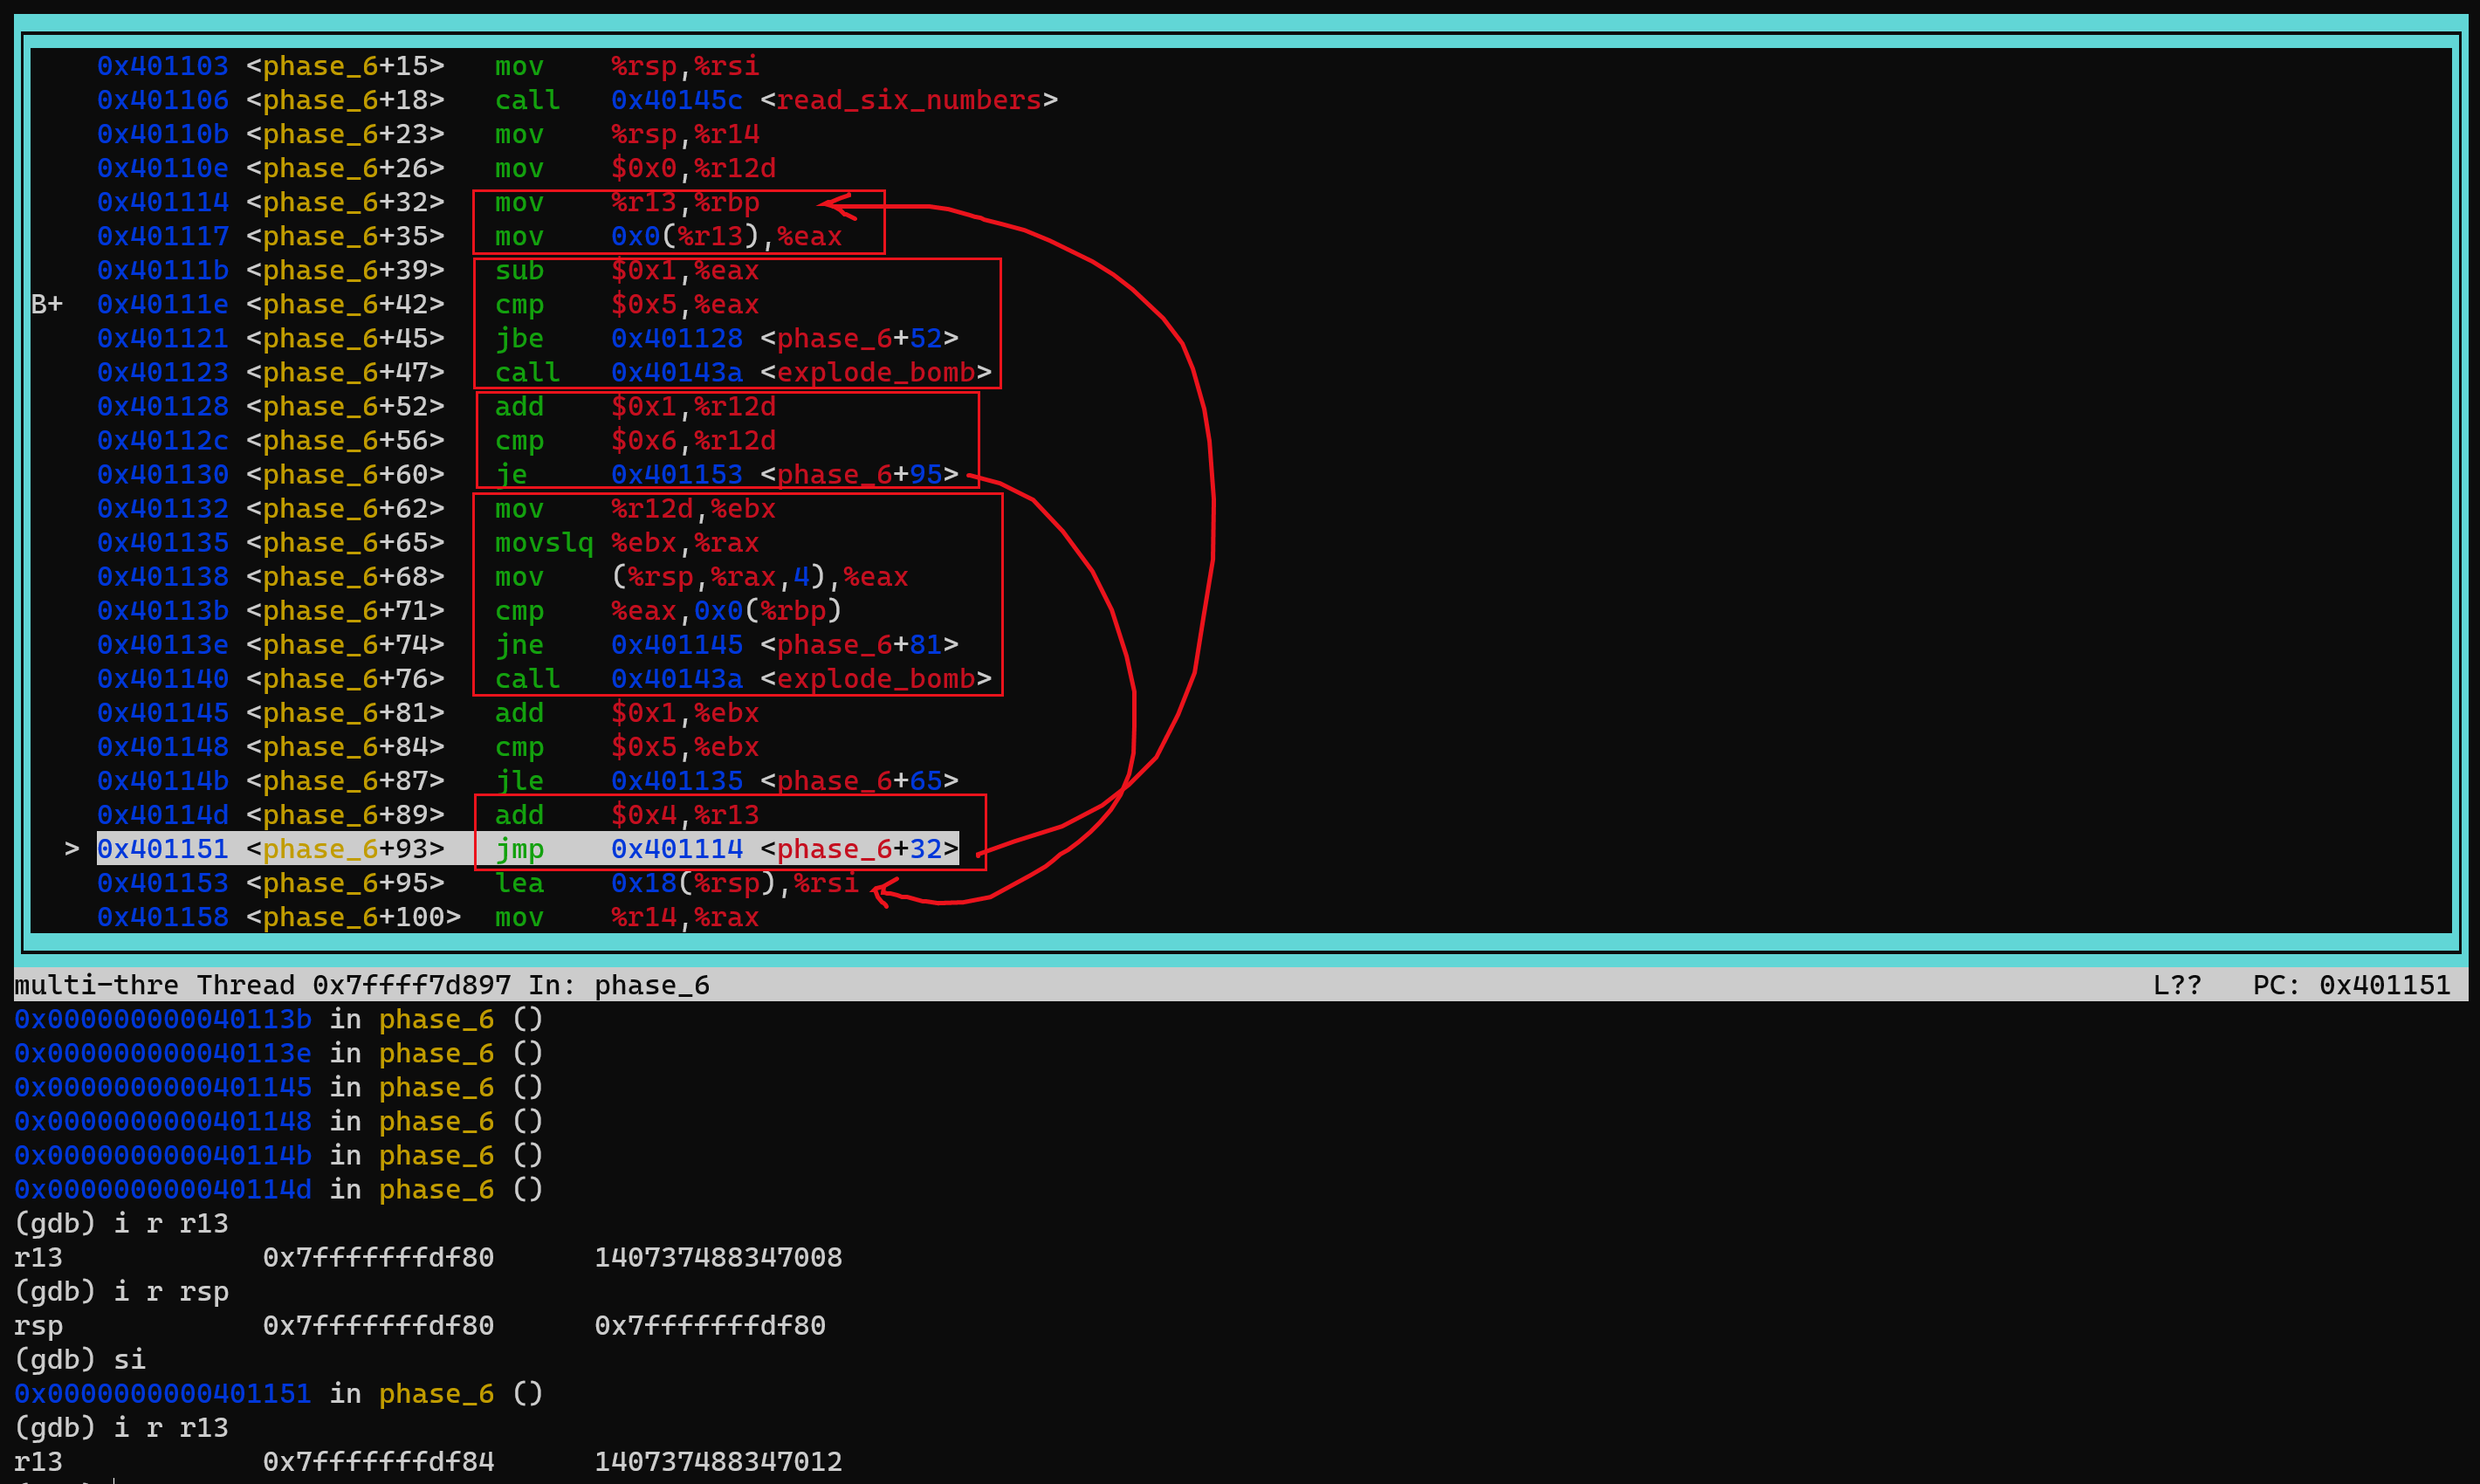 0x401103 <phase_6+15> mov %rsp,%rsi
0x401106 <phase_6+18> call 0x40145c <read_six_numbers>
0x40110b <phase_6+23> mov %rsp,%r14
0x40110e <phase_6+26> mov $0x0,%r12d
0x401114 <phase_6+32> mov %r13,%rbp
0x401117 <phase_6+35> mov 0x0(%r13),%eax
0x40111b <phase_6+39> sub $0x1,%eax
B+ 0x40111e <phase_6+42> cmp $0x5,%eax
0x401121 <phase_6+45> jbe 0x401128 <phase_6+52>
0x401123 <phase_6+47> call 0x40143a <explode_bomb>
0x401128 <phase_6+52> add $0x1,%r12d
0x40112c <phase_6+56> cmp $0x6,%r12d
0x401130 <phase_6+60> je 0x401153 <phase_6+95>
0x401132 <phase_6+62> mov %r12d,%ebx
0x401135 <phase_6+65> movslq %ebx,%rax
0x401138 <phase_6+68> mov (%rsp,%rax,4),%eax
0x40113b <phase_6+71> cmp %eax,0x0(%rbp)
0x40113e <phase_6+74> jne 0x401145 <phase_6+81>
0x401140 <phase_6+76> call 0x40143a <explode_bomb>
0x401145 <phase_6+81> add $0x1,%ebx
0x401148 <phase_6+84> cmp $0x5,%ebx
0x40114b <phase_6+87> jle 0x401135 <phase_6+65>
0x40114d <phase_6+89> add $0x4,%r13
> 0x401151 <phase_6+93> jmp 0x401114 <phase_6+32>
0x401153 <phase_6+95> lea 0x18(%rsp),%rsi
0x401158 <phase_6+100> mov %r14,%rax
multi-thre Thread 0x7ffff7d897 In: phase_6 L?? PC: 0x401151
0x000000000040113b in phase_6 ()
0x000000000040113e in phase_6 ()
0x0000000000401145 in phase_6 ()
0x0000000000401148 in phase_6 ()
0x000000000040114b in phase_6 ()
0x000000000040114d in phase_6 ()
(gdb) i r r13
r13 0x7fffffffdf80 140737488347008
(gdb) i r rsp
rsp 0x7fffffffdf80 0x7fffffffdf80
(gdb) si
0x0000000000401151 in phase_6 ()
(gdb) i r r13
r13 0x7fffffffdf84 140737488347012